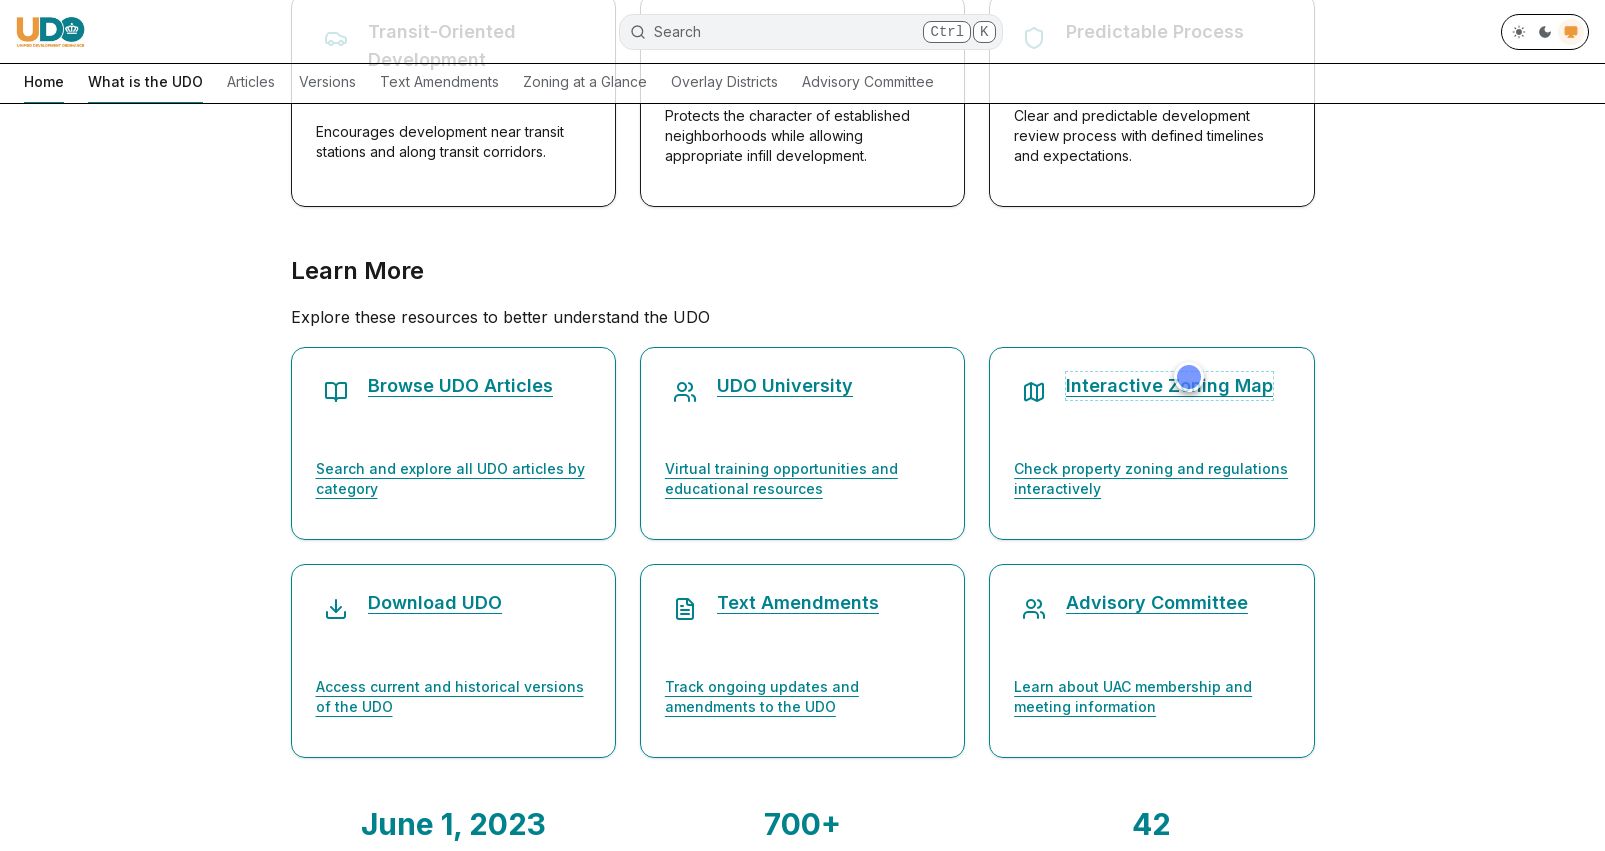 UDO
UNIFIED DEVELOPMENT ORDINANCE
Search
Ctrl K
Transit-Oriented
Development
Predictable Process
Home
What is the UDO
Articles
Versions
Text Amendments
Zoning at a Glance
Overlay Districts
Advisory Committee
Encourages development near transit
stations and along transit corridors.
Protects the character of established
neighborhoods while allowing
appropriate infill development.
Clear and predictable development
review process with defined timelines
and expectations.
Learn More
Explore these resources to better understand the UDO
Browse UDO Articles
Search and explore all UDO articles by
category
UDO University
Virtual training opportunities and
educational resources
Interactive Zoning Map
Check property zoning and regulations
interactively
Download UDO
Access current and historical versions
of the UDO
Text Amendments
Track ongoing updates and
amendments to the UDO
Advisory Committee
Learn about UAC membership and
meeting information
June 1, 2023
700+
42